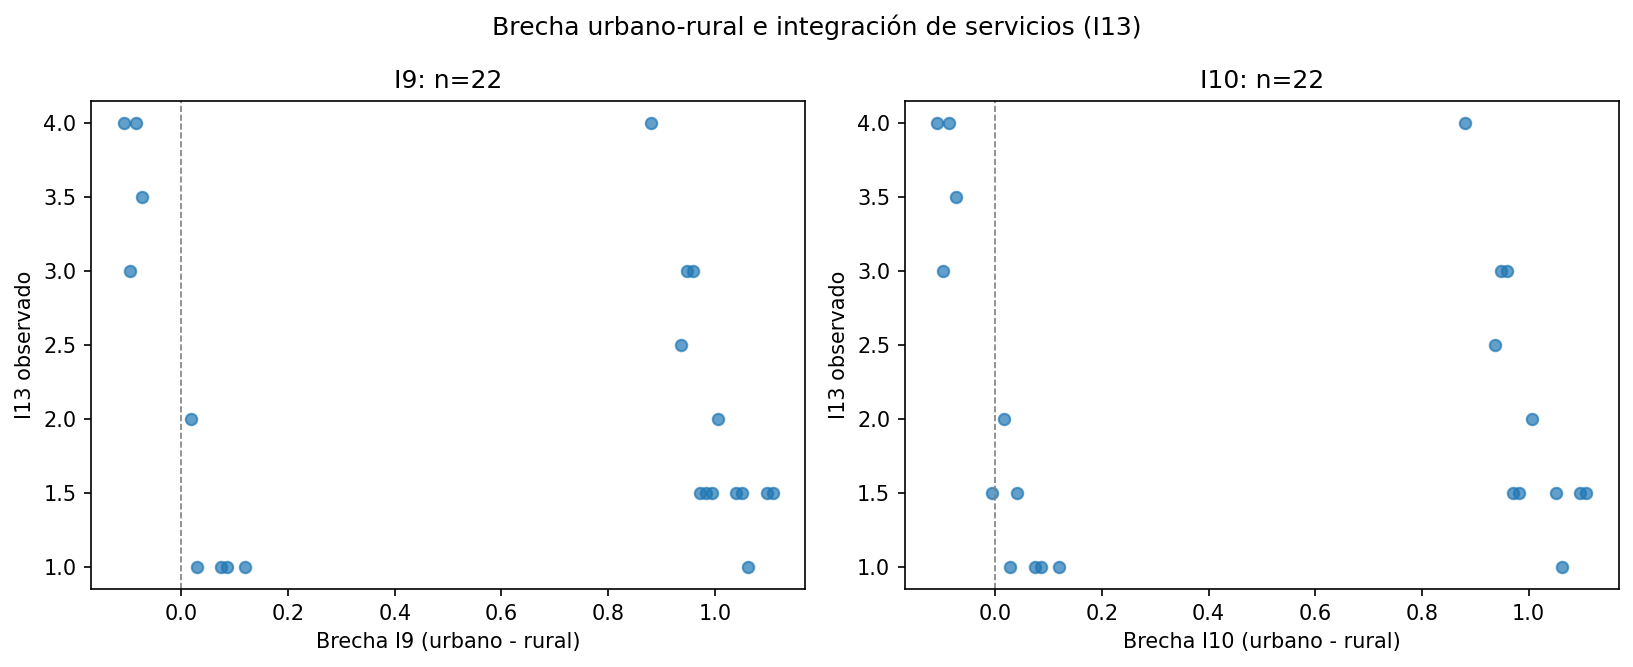 Brecha urbano-rural e integración de servicios (I13)
I9: n=22
4.0
3.5
3.0
2.5
2.0
1.5
1.0
I13 observado
0.0 0.2 0.4 0.6 0.8 1.0
Brecha I9 (urbano - rural)
I10: n=22
4.0
3.5
3.0
2.5
2.0
1.5
1.0
I13 observado
0.0 0.2 0.4 0.6 0.8 1.0
Brecha I10 (urbano - rural)